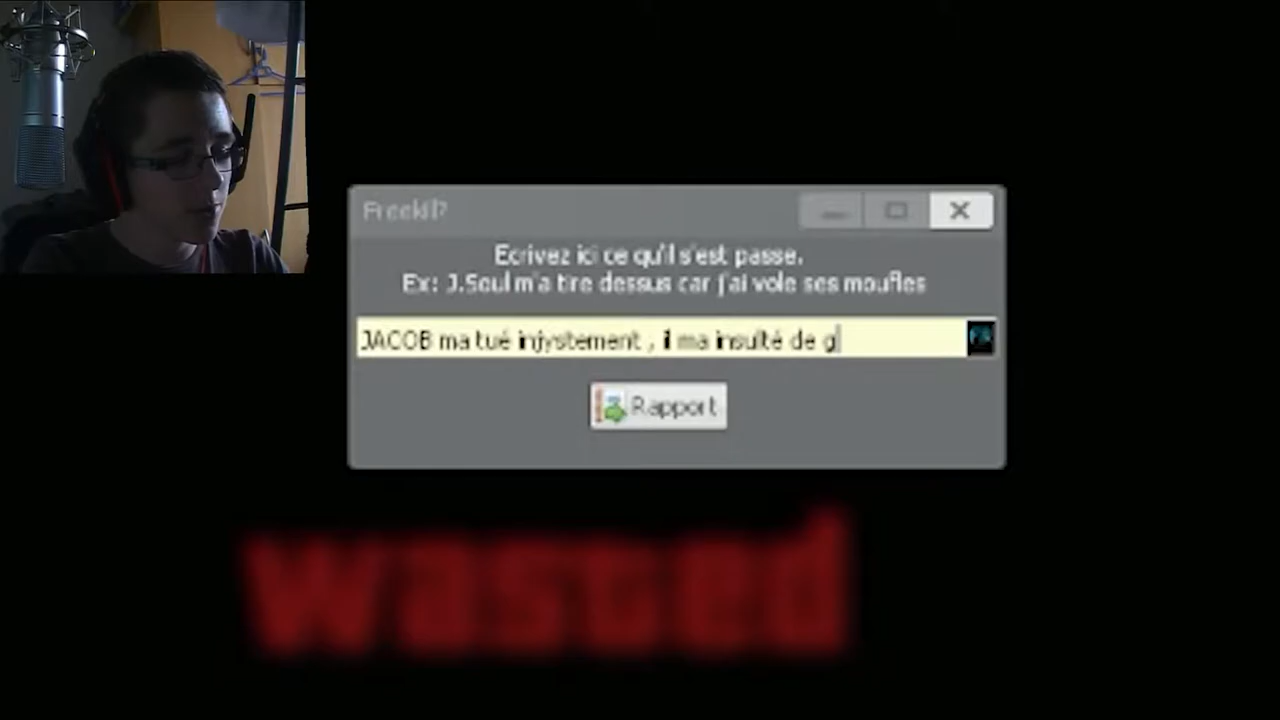 Freekill?
Ecrivez ici ce qu'il s'est passe.
Ex: J.Soul m'a tire dessus car j'ai vole ses moufles
JACOB ma tué injystement , il ma insulté de g
Rapport
wasted